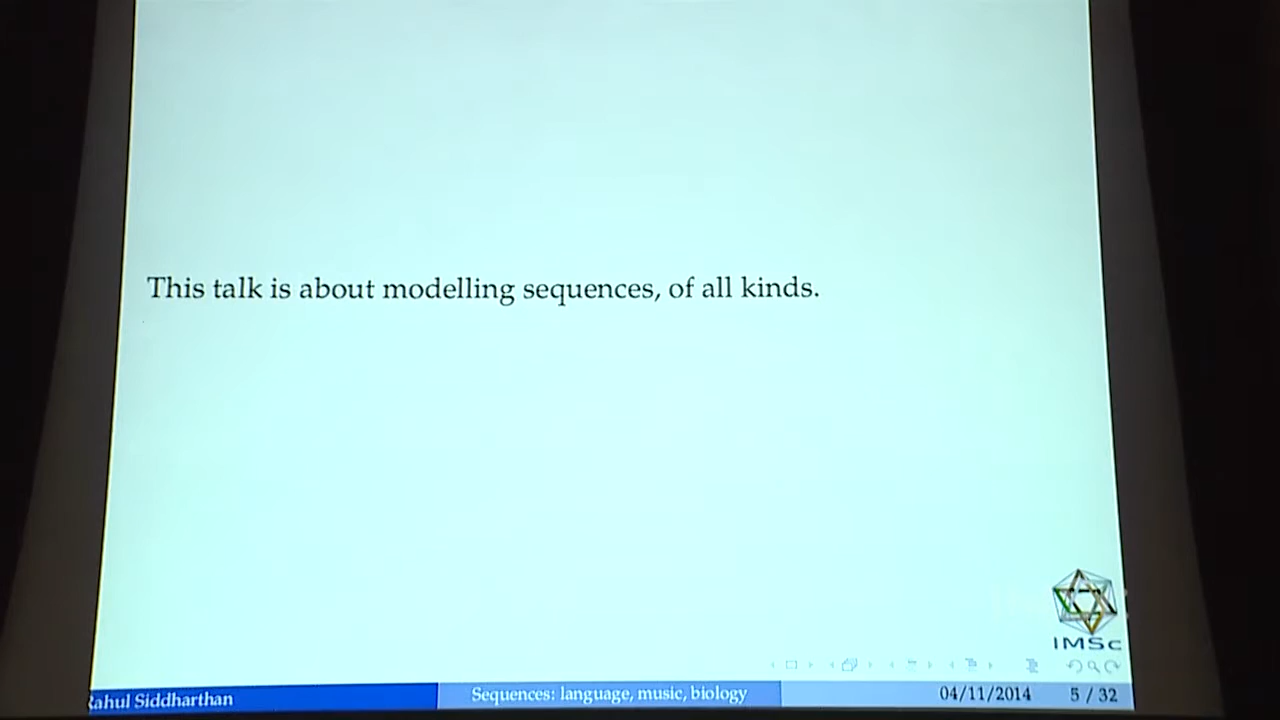 This talk is about modelling sequences, of all kinds.
IMSc
Rahul Siddharthan
Sequences: language, music, biology
04/11/2014
5 / 32